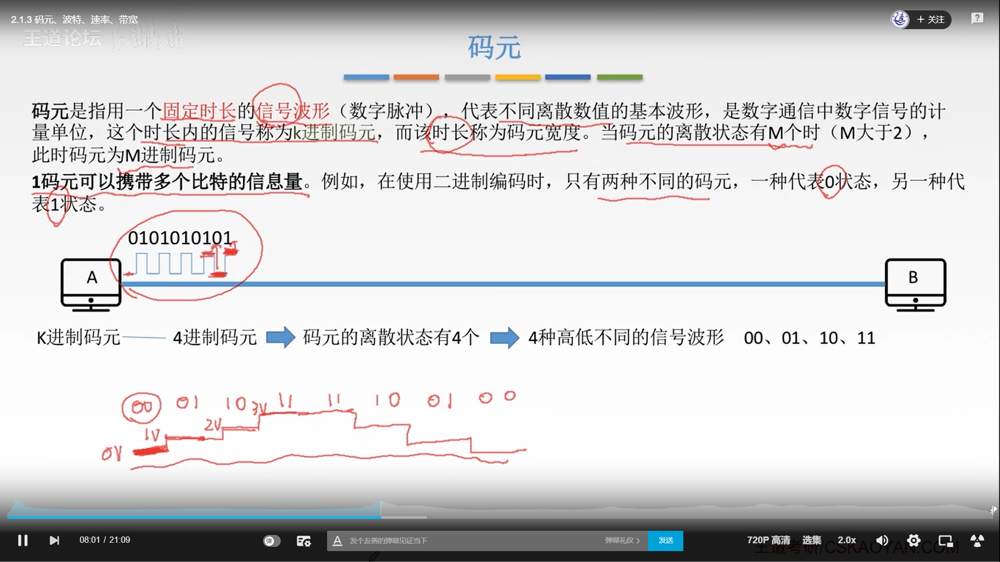 2.1.3 码元、波特、速率、带宽
+ 关注
王道论坛 bilibili
码元
码元是指用一个固定时长的信号波形（数字脉冲），代表不同离散数值的基本波形，是数字通信中数字信号的计
量单位，这个时长内的信号称为k进制码元，而该时长称为码元宽度。当码元的离散状态有M个时（M大于2），
此时码元为M进制码元。
1码元可以携带多个比特的信息量。例如，在使用二进制编码时，只有两种不同的码元，一种代表0状态，另一种代
表1状态。
0101010101
A
B
K进制码元 4进制码元 码元的离散状态有4个 4种高低不同的信号波形 00、01、10、11
00 01 10 11 11 10 01 00
3V
2V
1V
0V
08:01 / 21:09
弹
发个友善的弹幕见证当下
弹幕礼仪
发送
720P 高清 选集 2.0x
王道考研/CSKAOYAN.COM